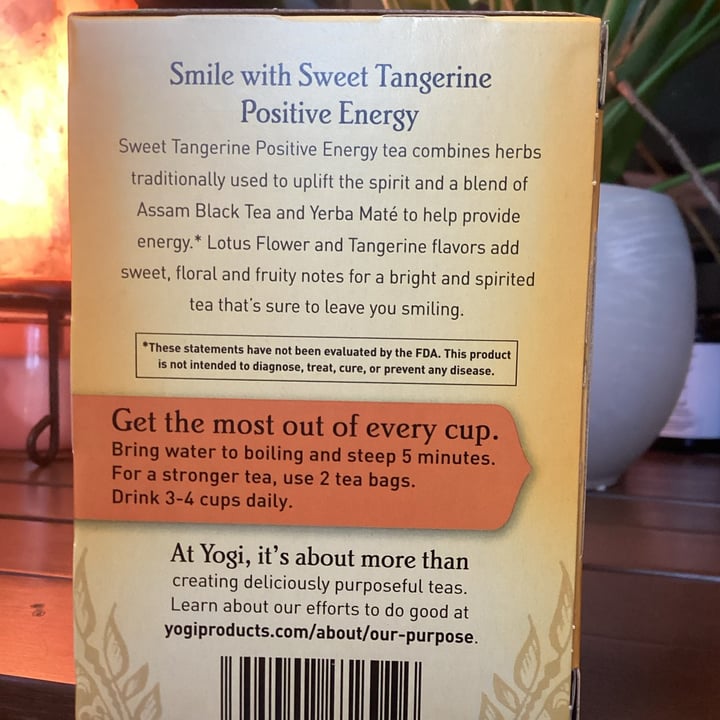 Smile with Sweet Tangerine
Positive Energy
Sweet Tangerine Positive Energy tea combines herbs
traditionally used to uplift the spirit and a blend of
Assam Black Tea and Yerba Maté to help provide
energy.* Lotus Flower and Tangerine flavors add
sweet, floral and fruity notes for a bright and spirited
tea that's sure to leave you smiling.
*These statements have not been evaluated by the FDA. This product
is not intended to diagnose, treat, cure, or prevent any disease.
Get the most out of every cup.
Bring water to boiling and steep 5 minutes.
For a stronger tea, use 2 tea bags.
Drink 3-4 cups daily.
At Yogi, it's about more than
creating deliciously purposeful teas.
Learn about our efforts to do good at
yogiproducts.com/about/our-purpose.